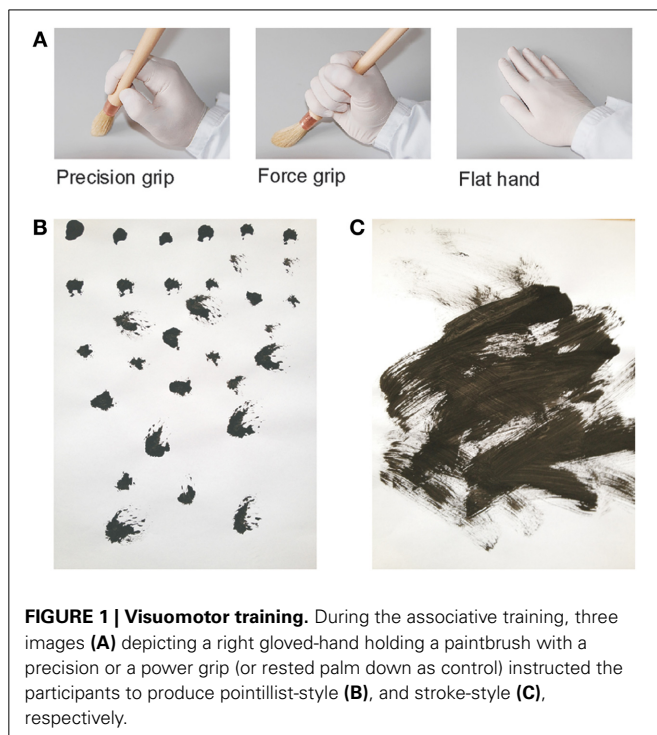 A
Precision grip
Force grip
Flat hand
B
C
FIGURE 1 | Visuomotor training. During the associative training, three
images (A) depicting a right gloved-hand holding a paintbrush with a
precision or a power grip (or rested palm down as control) instructed the
participants to produce pointillist-style (B), and stroke-style (C),
respectively.